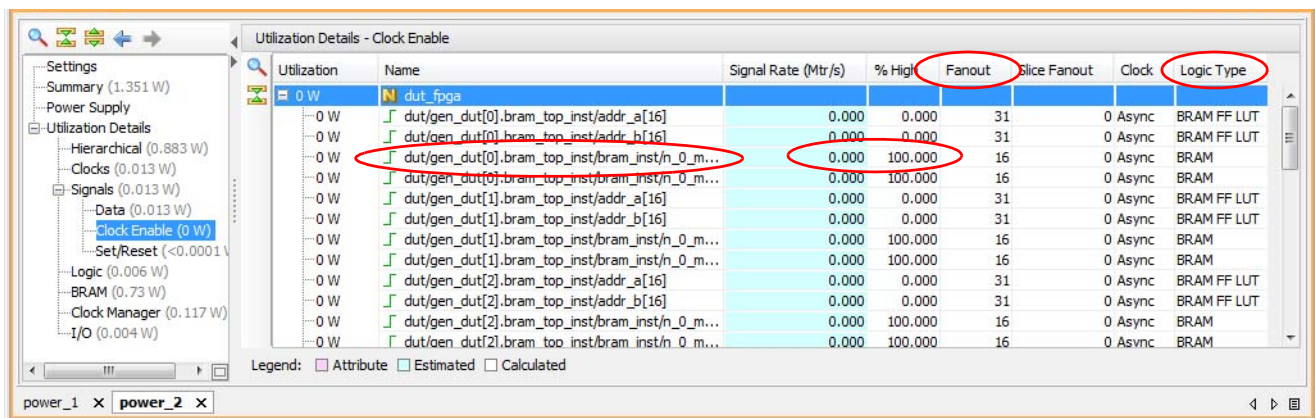 Utilization Details - Clock Enable
Settings
Summary (1.351 W)
Power Supply
Utilization Details
Hierarchical (0.883 W)
Clocks (0.013 W)
Signals (0.013 W)
Data (0.013 W)
Clock Enable (0 W)
Set/Reset (<0.0001
Logic (0.006 W)
BRAM (0.73 W)
Clock Manager (0.117 W)
I/O (0.004 W)
Utilization Name Signal Rate (Mtr/s) % High Fanout Slice Fanout Clock Logic Type
0 W N dut_fpga
0 W dut/gen_dut[0].bram_top_inst/addr_a[16] 0.000 0.000 31 0 Async BRAM FF LUT
0 W dut/gen_dut[0].bram_top_inst/addr_b[16] 0.000 0.000 31 0 Async BRAM FF LUT
0 W dut/gen_dut[0].bram_top_inst/bram_inst/n_0_m... 0.000 100.000 16 0 Async BRAM
0 W dut/gen_dut[0].bram_top_inst/bram_inst/n_0_m... 0.000 100.000 16 0 Async BRAM
0 W dut/gen_dut[1].bram_top_inst/addr_a[16] 0.000 0.000 31 0 Async BRAM FF LUT
0 W dut/gen_dut[1].bram_top_inst/addr_b[16] 0.000 0.000 31 0 Async BRAM FF LUT
0 W dut/gen_dut[1].bram_top_inst/bram_inst/n_0_m... 0.000 100.000 16 0 Async BRAM
0 W dut/gen_dut[1].bram_top_inst/bram_inst/n_0_m... 0.000 100.000 16 0 Async BRAM
0 W dut/gen_dut[2].bram_top_inst/addr_a[16] 0.000 0.000 31 0 Async BRAM FF LUT
0 W dut/gen_dut[2].bram_top_inst/addr_b[16] 0.000 0.000 31 0 Async BRAM FF LUT
0 W dut/gen_dut[2].bram_top_inst/bram_inst/n_0_m... 0.000 100.000 16 0 Async BRAM
0 W dut/gen_dut[2].bram_top_inst/bram_inst/n_0_m... 0.000 100.000 16 0 Async BRAM
Legend: Attribute Estimated Calculated
power_1 power_2